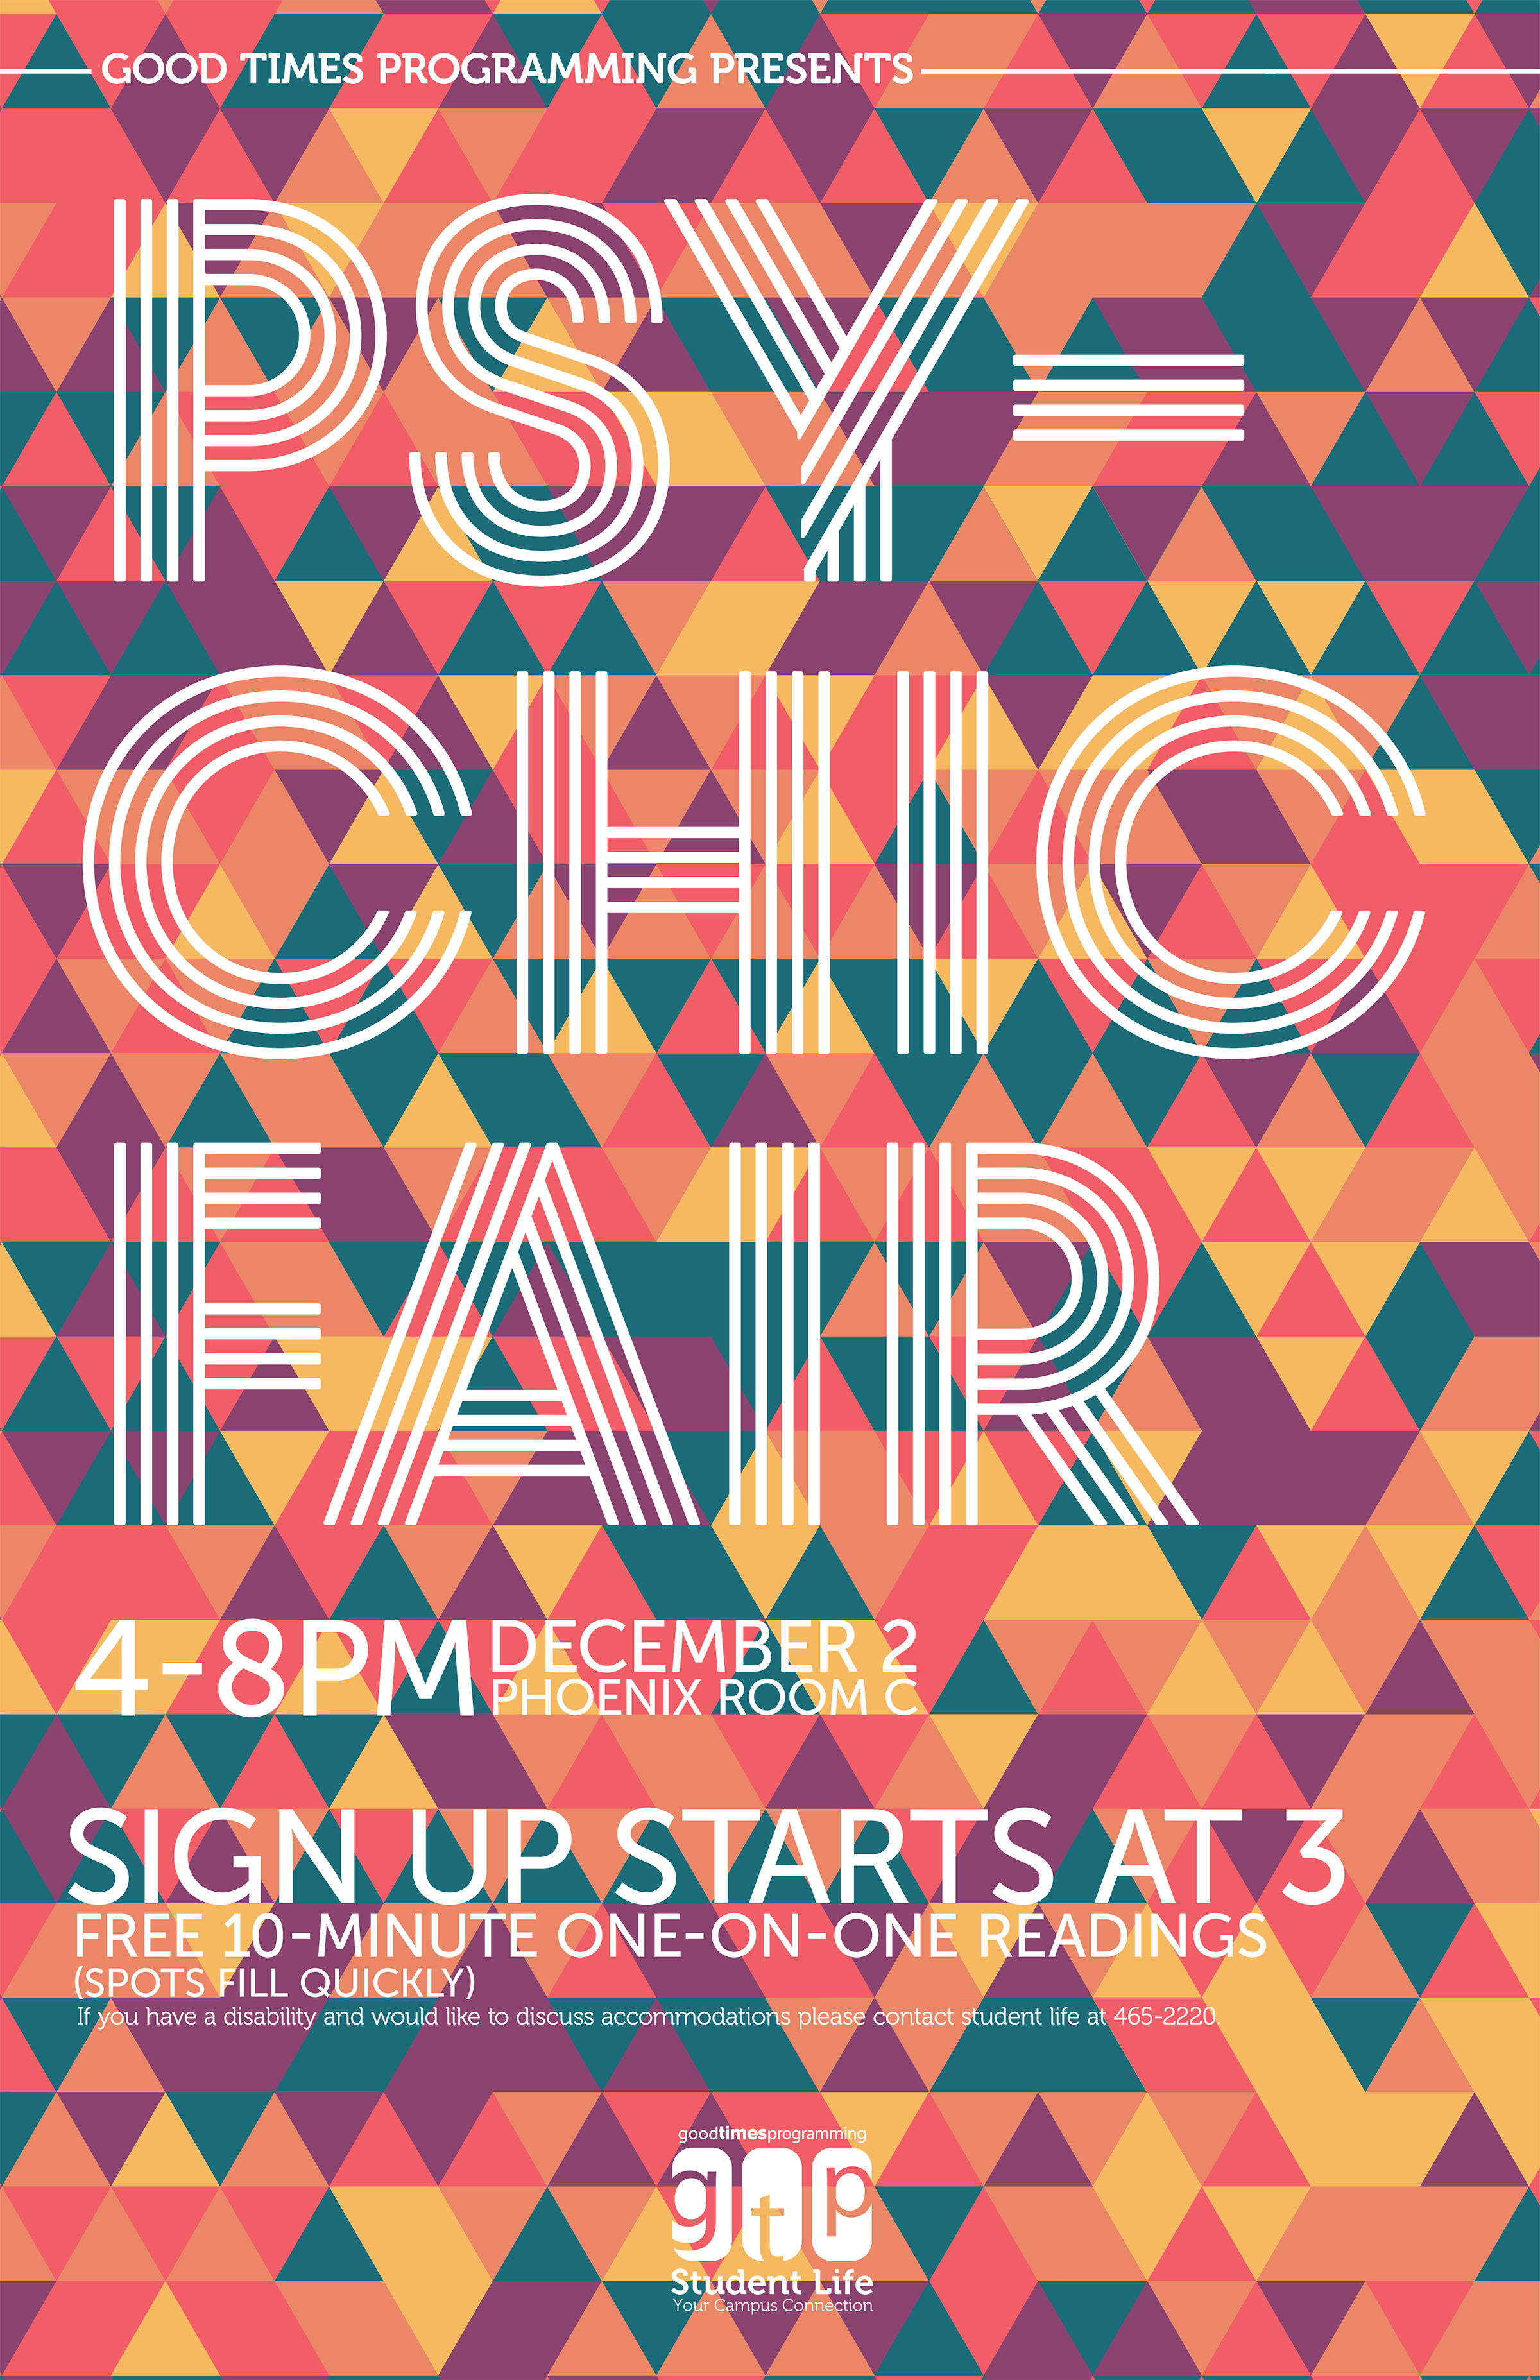 GOOD TIMES PROGRAMMING PRESENTS
PSY=
CHIC
FAIR
4-8PM
DECEMBER 2
PHOENIX ROOM C
SIGN UP STARTS AT 3
FREE 10-MINUTE ONE-ON-ONE READINGS
(SPOTS FILL QUICKLY)
If you have a disability and would like to discuss accommodations please contact student life at 465-2220.
goodtimesprogramming
gtp
Student Life
Your Campus Connection